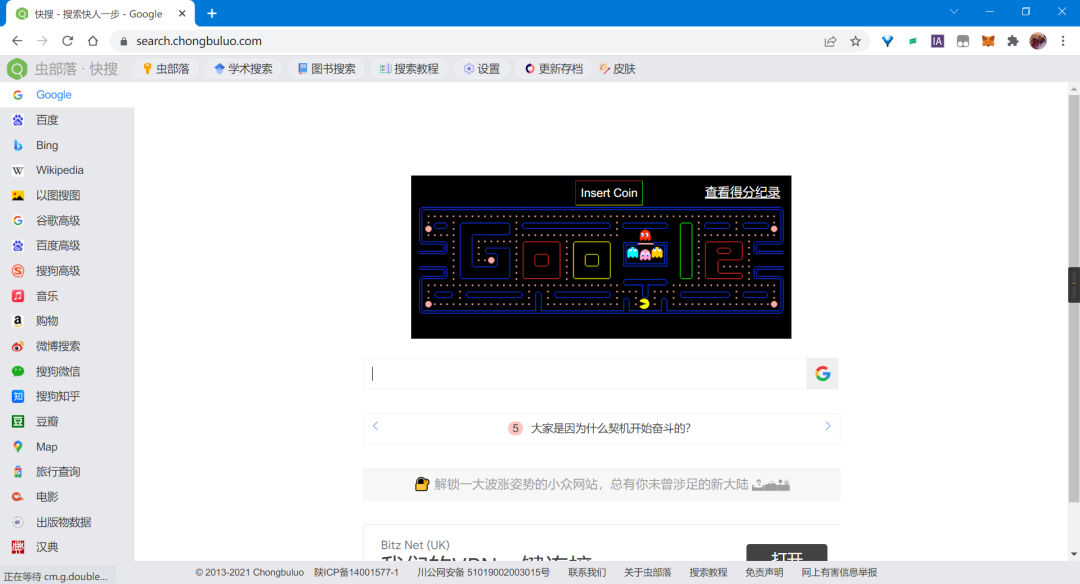 快搜 - 搜索快人一步 - Google
search.chongbuluo.com
虫部落 · 快搜
虫部落
学术搜索
图书搜索
搜索教程
设置
更新存档
皮肤
Google
百度
Bing
Wikipedia
以图搜图
谷歌高级
百度高级
搜狗高级
音乐
购物
微博搜索
搜狗微信
搜狗知乎
豆瓣
Map
旅行查询
电影
出版物数据
汉典
Insert Coin
查看得分纪录
5 大家是因为什么契机开始奋斗的?
解锁一大波涨姿势的小众网站，总有你未曾涉足的新大陆
Bitz Net (UK)
我们的VPN 一键连接
打开
正在等待 cm.g.double...
© 2013-2021 Chongbuluo 陕ICP备14001577-1 川公网安备 51019002003015号 联系我们 关于虫部落 搜索教程 免责声明 网上有害信息举报